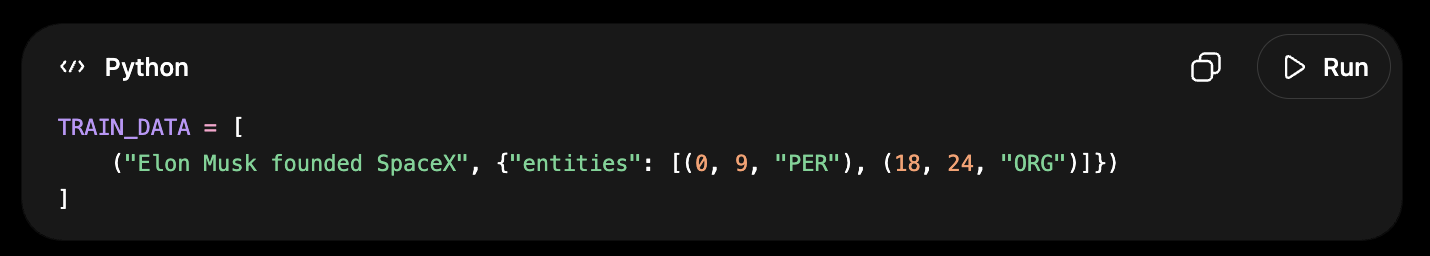 Python
Run
TRAIN_DATA = [
    ("Elon Musk founded SpaceX", {"entities": [(0, 9, "PER"), (18, 24, "ORG")]})
]